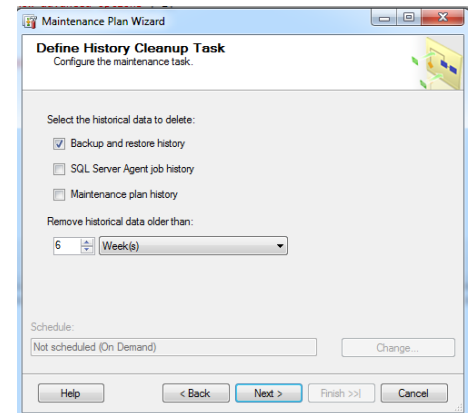 Maintenance Plan Wizard
Define History Cleanup Task
Configure the maintenance task.
Select the historical data to delete:
Backup and restore history
SQL Server Agent job history
Maintenance plan history
Remove historical data older than:
6 Week(s)
Schedule:
Not scheduled (On Demand)
Change...
Help
< Back
Next >
Finish >>|
Cancel